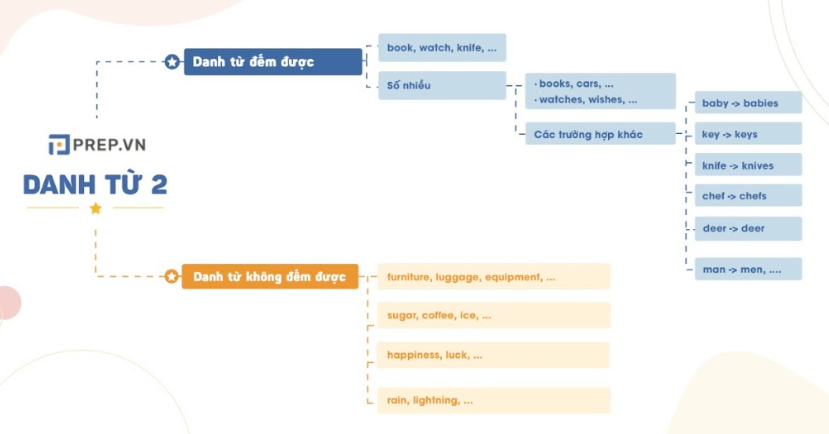 PREP.VN
DANH TỪ 2
Danh từ đếm được
book, watch, knife, ...
Số nhiều
· books, cars, ...
· watches, wishes, ...
Các trường hợp khác
baby -> babies
key -> keys
knife -> knives
chef -> chefs
deer -> deer
man -> men, ....
Danh từ không đếm được
furniture, luggage, equipment, ...
sugar, coffee, ice, ...
happiness, luck, ...
rain, lightning, ...